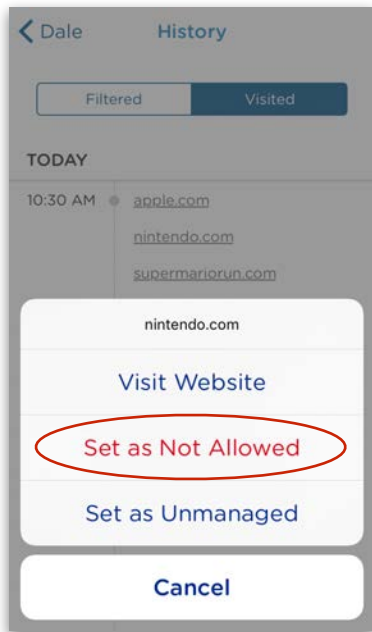 Dale
History
Filtered
Visited
TODAY
10:30 AM
apple.com
nintendo.com
supermariorun.com
nintendo.com
Visit Website
Set as Not Allowed
Set as Unmanaged
Cancel